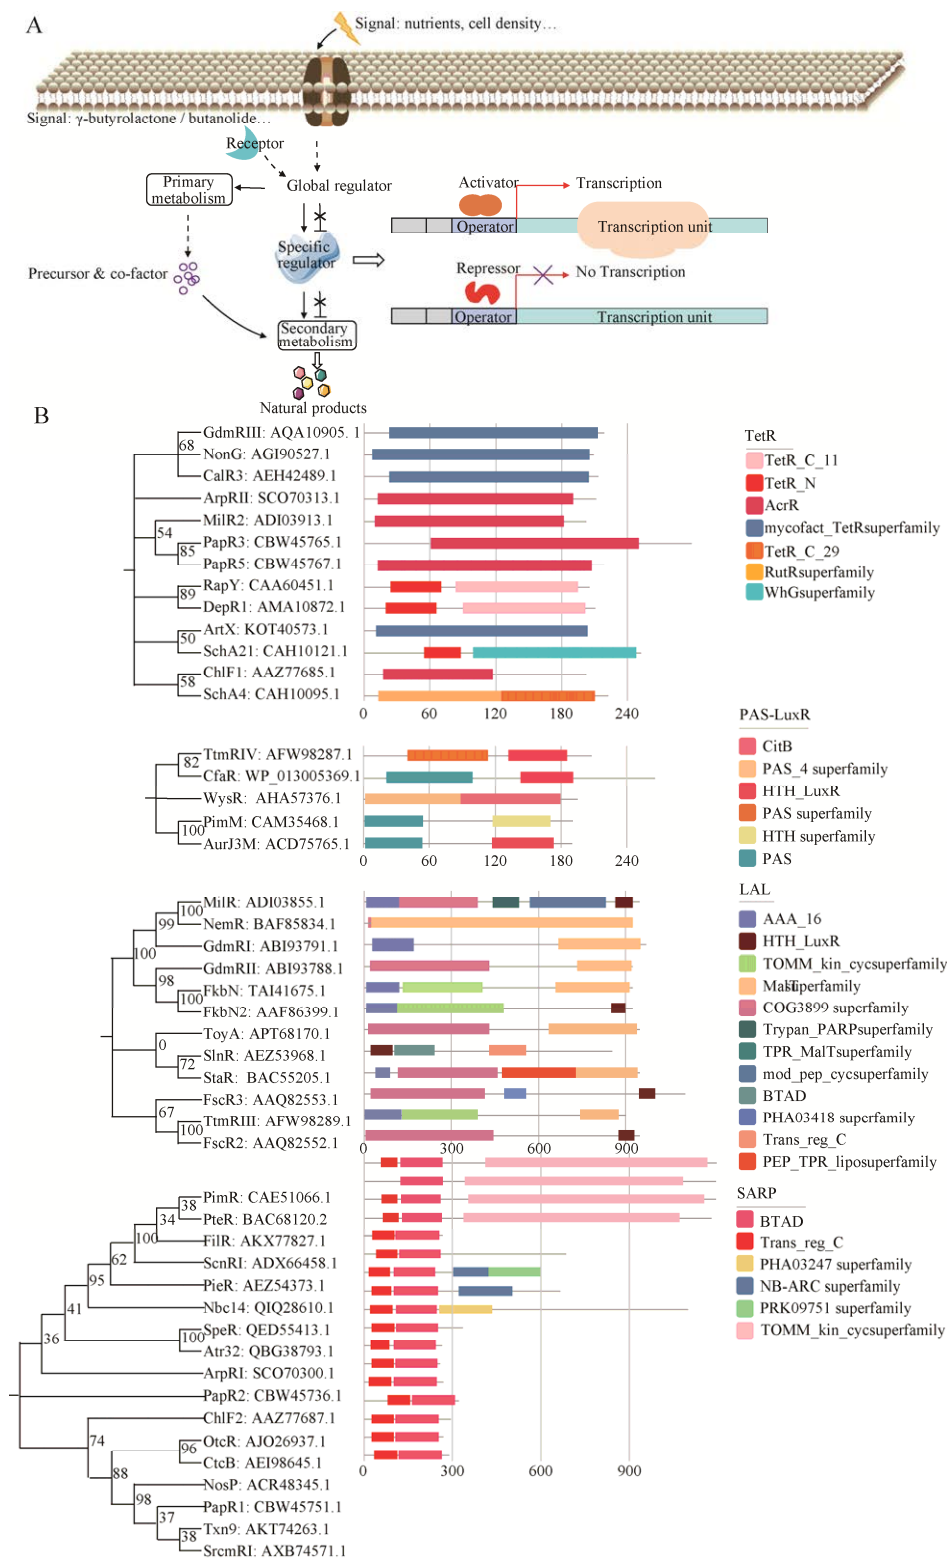 A
Signal: nutrients, cell density…
Signal: γ-butyrolactone / butanolide…
Receptor
Primary
metabolism
Global regulator
Activator
Transcription
Operator
Transcription unit
Specific
regulator
Precursor & co-factor
Repressor
No Transcription
Operator
Transcription unit
Secondary
metabolism
Natural products
B
GdmRIII: AQA10905. 1
68
NonG: AGI90527.1
CalR3: AEH42489.1
ArpRII: SCO70313.1
MilR2: ADI03913.1
54
PapR3: CBW45765.1
85
PapR5: CBW45767.1
RapY: CAA60451.1
89
DepR1: AMA10872.1
ArtX: KOT40573.1
50
SchA21: CAH10121.1
ChlF1: AAZ77685.1
58
SchA4: CAH10095.1
0 60 120 180 240
TetR
TetR_C_11
TetR_N
AcrR
mycofact_TetRsuperfamily
TetR_C_29
RutRsuperfamily
WhGsuperfamily
TtmRIV: AFW98287.1
82
CfaR: WP_013005369.1
WysR: AHA57376.1
PimM: CAM35468.1
100
AurJ3M: ACD75765.1
0 60 120 180 240
PAS-LuxR
CitB
PAS_4 superfamily
HTH_LuxR
PAS superfamily
HTH superfamily
PAS
MilR: ADI03855.1
100
NemR: BAF85834.1
99
GdmRI: ABI93791.1
100
GdmRII: ABI93788.1
98
FkbN: TAI41675.1
100
FkbN2: AAF86399.1
ToyA: APT68170.1
0
SlnR: AEZ53968.1
72
StaR: BAC55205.1
FscR3: AAQ82553.1
67
TtmRIII: AFW98289.1
100
FscR2: AAQ82552.1
0 300 600 900
LAL
AAA_16
HTH_LuxR
TOMM_kin_cycsuperfamily
MalTsuperfamily
COG3899 superfamily
Trypan_PARPsuperfamily
TPR_MalTsuperfamily
mod_pep_cycsuperfamily
BTAD
PHA03418 superfamily
Trans_reg_C
PEP_TPR_liposuperfamily
PimR: CAE51066.1
38
PteR: BAC68120.2
34
FilR: AKX77827.1
100
ScnRI: ADX66458.1
62
PieR: AEZ54373.1
95
Nbc14: QIQ28610.1
41
SpeR: QED55413.1
100
36
Atr32: QBG38793.1
ArpRI: SCO70300.1
PapR2: CBW45736.1
ChlF2: AAZ77687.1
74
OtcR: AJO26937.1
96
CtcB: AEI98645.1
88
NosP: ACR48345.1
98
PapR1: CBW45751.1
37
Txn9: AKT74263.1
38
SrcmRI: AXB74571.1
0 300 600 900
SARP
BTAD
Trans_reg_C
PHA03247 superfamily
NB-ARC superfamily
PRK09751 superfamily
TOMM_kin_cycsuperfamily